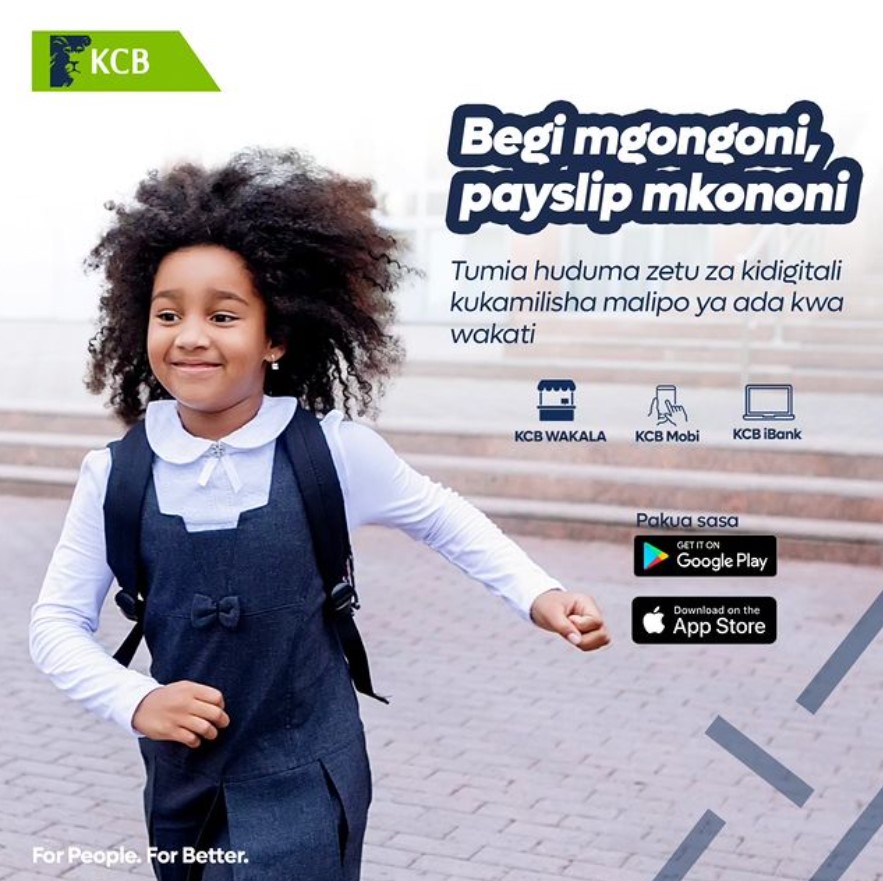 KCB
Begi mgongoni,
payslip mkononi
Tumia huduma zetu za kidigitali
kukamilisha malipo ya ada kwa
wakati
KCB WAKALA
KCB Mobi
KCB iBank
Pakua sasa
GET IT ON
Google Play
Download on the
App Store
For People. For Better.